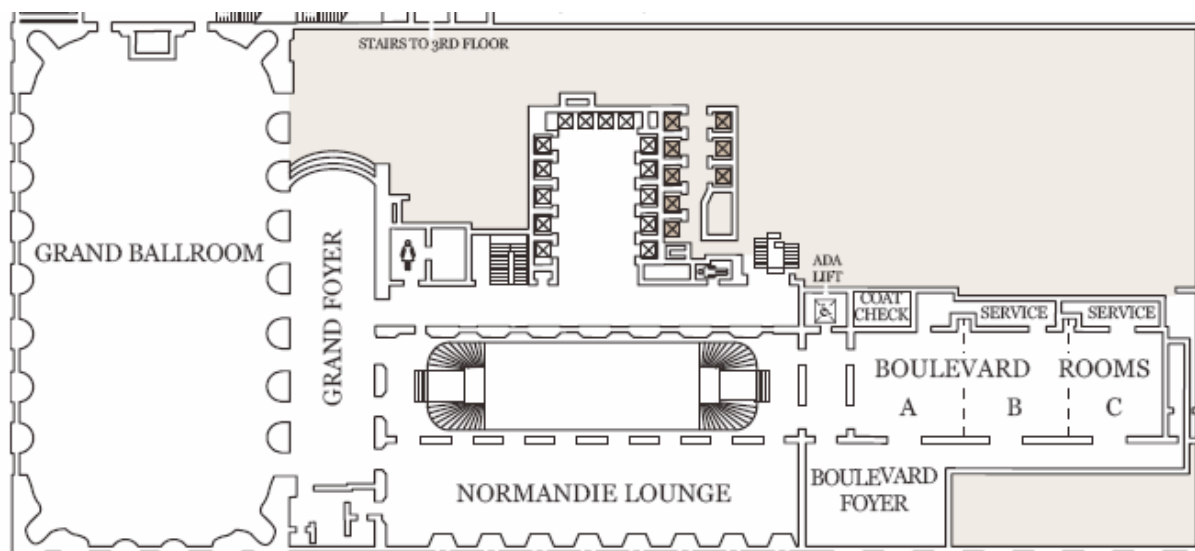 STAIRS TO 3RD FLOOR
GRAND BALLROOM
GRAND FOYER
ADA
LIFT
COAT
CHECK
SERVICE
SERVICE
BOULEVARD ROOMS
A B C
NORMANDIE LOUNGE
BOULEVARD
FOYER